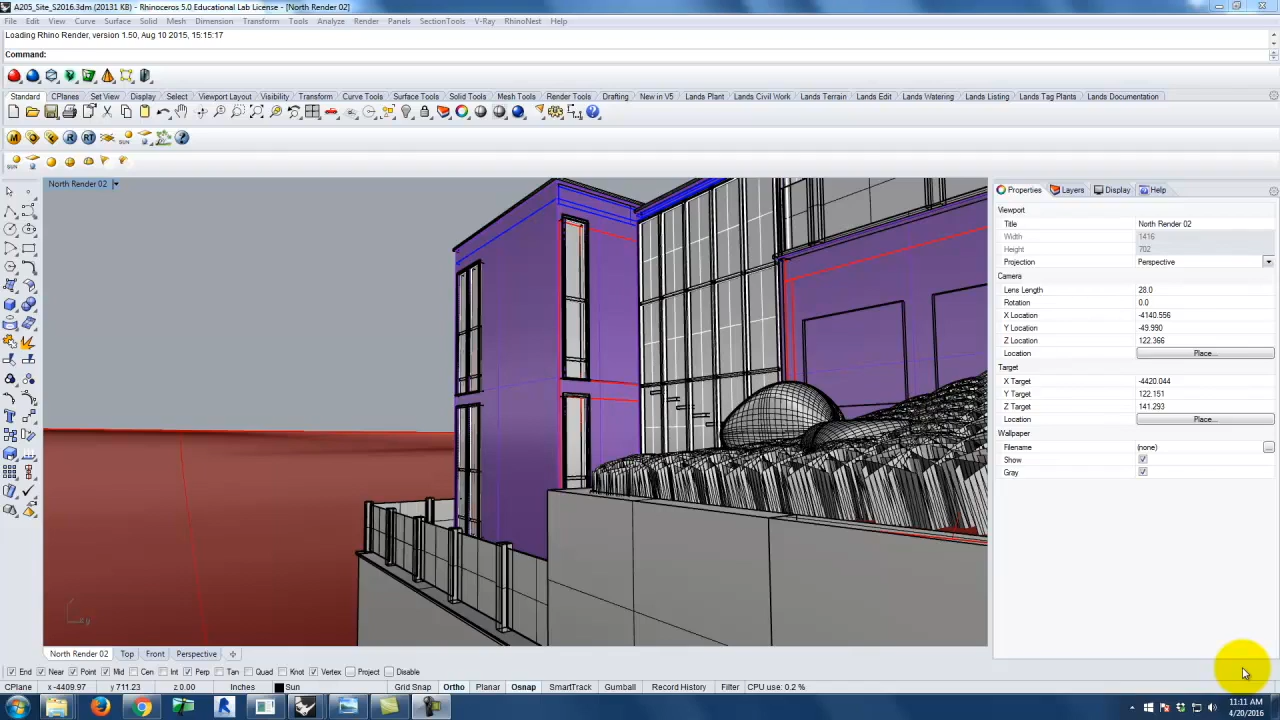 A205_Site_S2016.3dm (20131 KB) - Rhinoceros 5.0 Educational Lab License - [North Render 02]
File Edit View Curve Surface Solid Mesh Dimension Transform Tools Analyze Render Panels SectionTools V-Ray RhinoNest Help
Loading Rhino Render, version 1.50, Aug 10 2015, 15:15:17
Command:
Standard CPlanes Set View Display Select Viewport Layout Visibility Transform Curve Tools Surface Tools Solid Tools Mesh Tools Render Tools Drafting New in V5 Lands Plant Lands Civil Work Lands Terrain Lands Edit Lands Watering Lands Listing Lands Tag Plants Lands Documentation
M R RT SUN
SUN
North Render 02
Properties Layers Display Help
Viewport
Title North Render 02
Width 1416
Height 702
Projection Perspective
Camera
Lens Length 28.0
Rotation 0.0
X Location -4140.556
Y Location -49.990
Z Location 122.366
Location Place...
Target
X Target -4420.044
Y Target 122.151
Z Target 141.293
Location Place...
Wallpaper
Filename (none) ...
Show
Gray
North Render 02 Top Front Perspective
End Near Point Mid Cen Int Perp Tan Quad Knot Vertex Project Disable
CPlane x -4409.97 y 711.23 z 0.00 Inches Sun Grid Snap Ortho Planar Osnap SmartTrack Gumball Record History Filter CPU use: 0.2 %
11:11 AM
4/20/2016